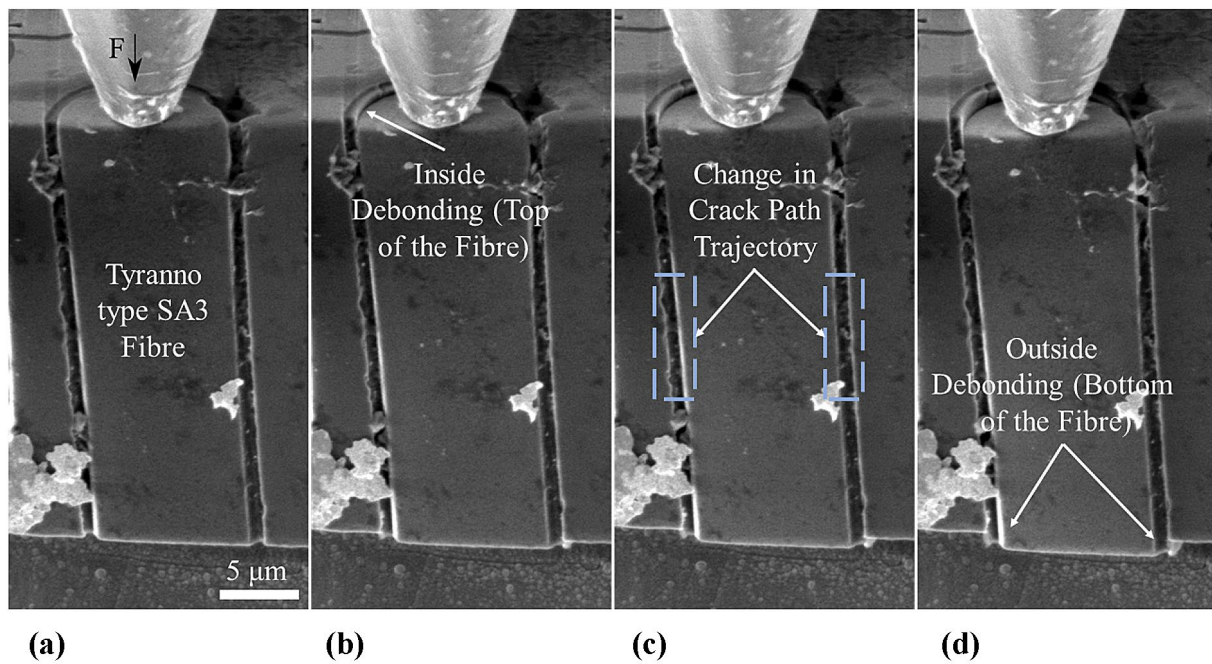 F
Tyranno
type SA3
Fibre
5 μm
Inside
Debonding (Top
of the Fibre)
Change in
Crack Path
Trajectory
Outside
Debonding (Bottom
of the Fibre)
(a)
(b)
(c)
(d)